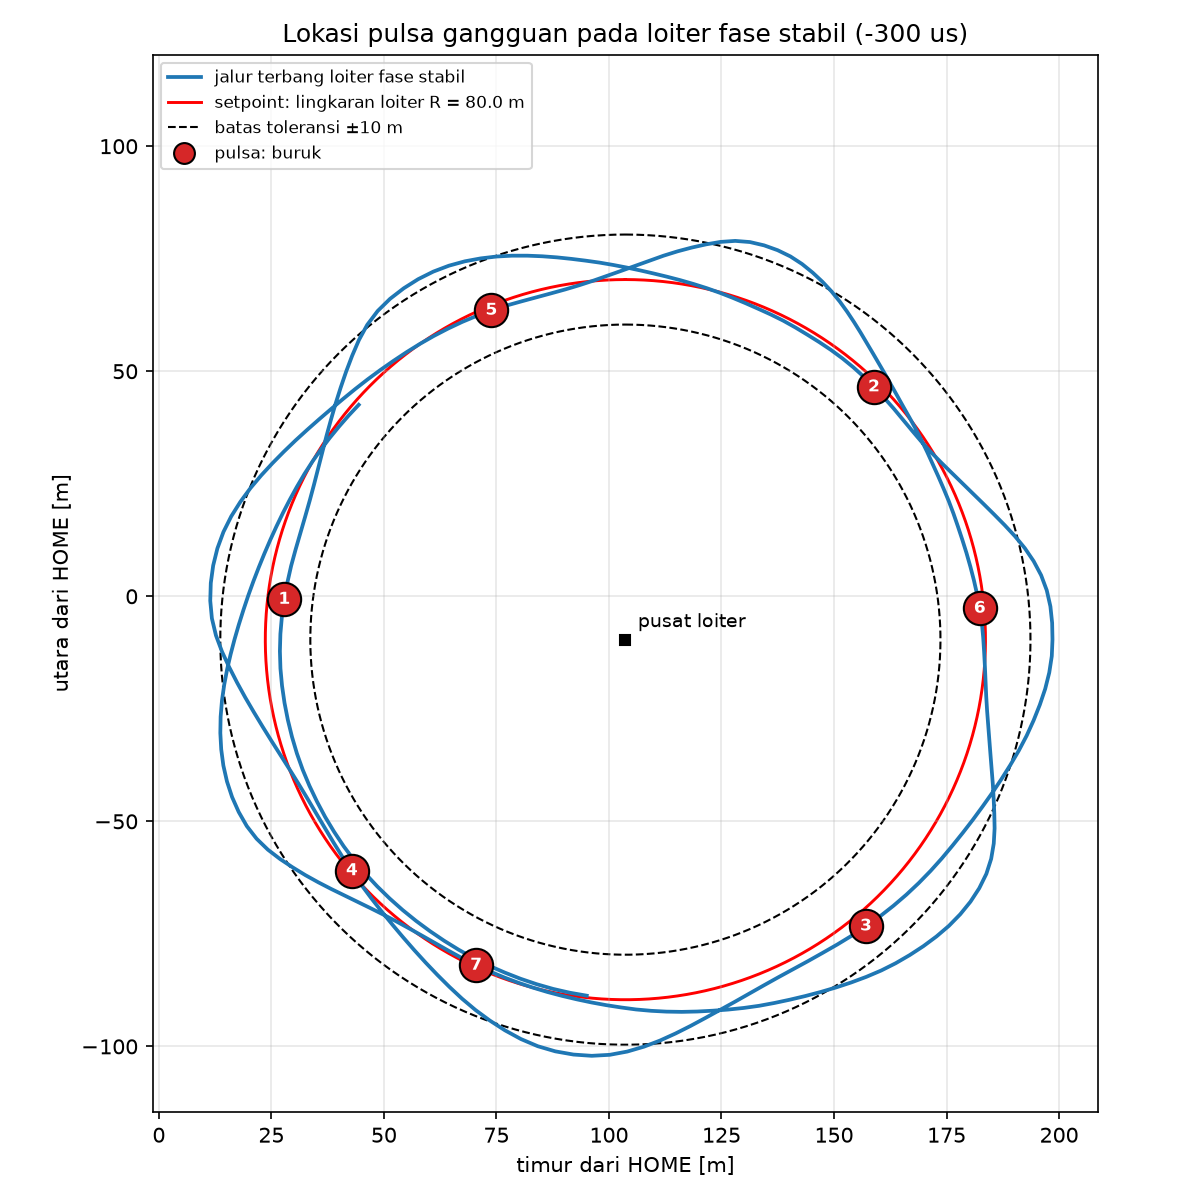 Lokasi pulsa gangguan pada loiter fase stabil (-300 us)
jalur terbang loiter fase stabil
setpoint: lingkaran loiter R = 80.0 m
batas toleransi ±10 m
pulsa: buruk
100
50
0
−50
−100
utara dari HOME [m]
5
2
1
6
pusat loiter
4
3
7
0
25
50
75
100
125
150
175
200
timur dari HOME [m]